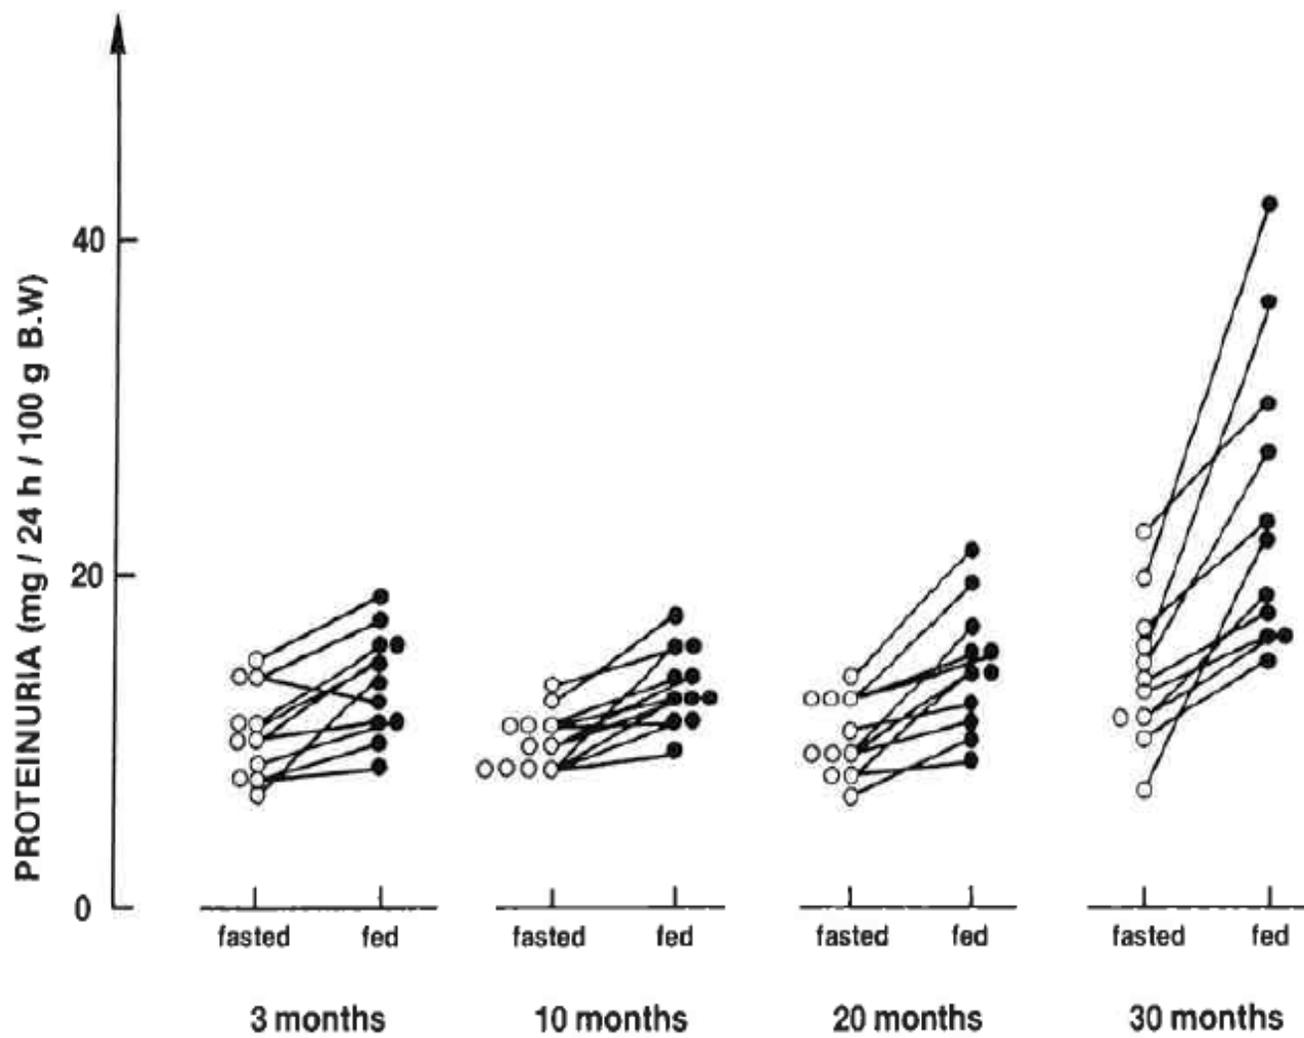 PROTEINURIA (mg / 24 h / 100 g B.W)
40
20
0
fasted fed fasted fed fasted fed fasted fed
3 months 10 months 20 months 30 months